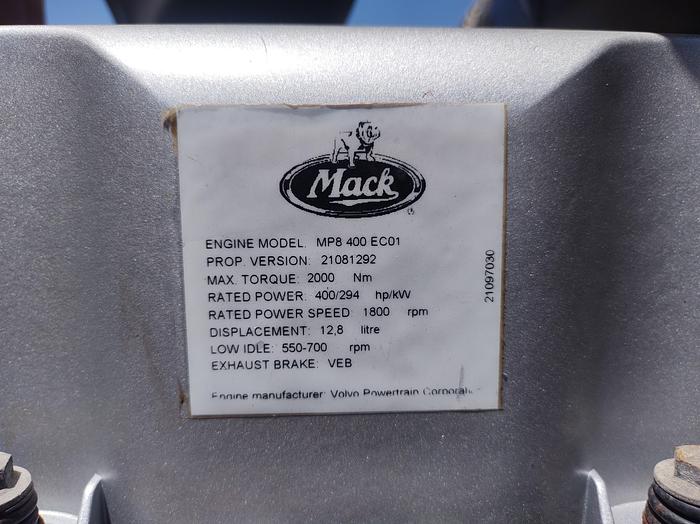 Mack
®
ENGINE MODEL: MP8 400 EC01
PROP. VERSION: 21081292
MAX. TORQUE: 2000 Nm
RATED POWER: 400/294 hp/kW
RATED POWER SPEED: 1800 rpm
DISPLACEMENT: 12,8 litre
LOW IDLE: 550-700 rpm
EXHAUST BRAKE: VEB
Engine manufacturer: Volvo Powertrain
21097030